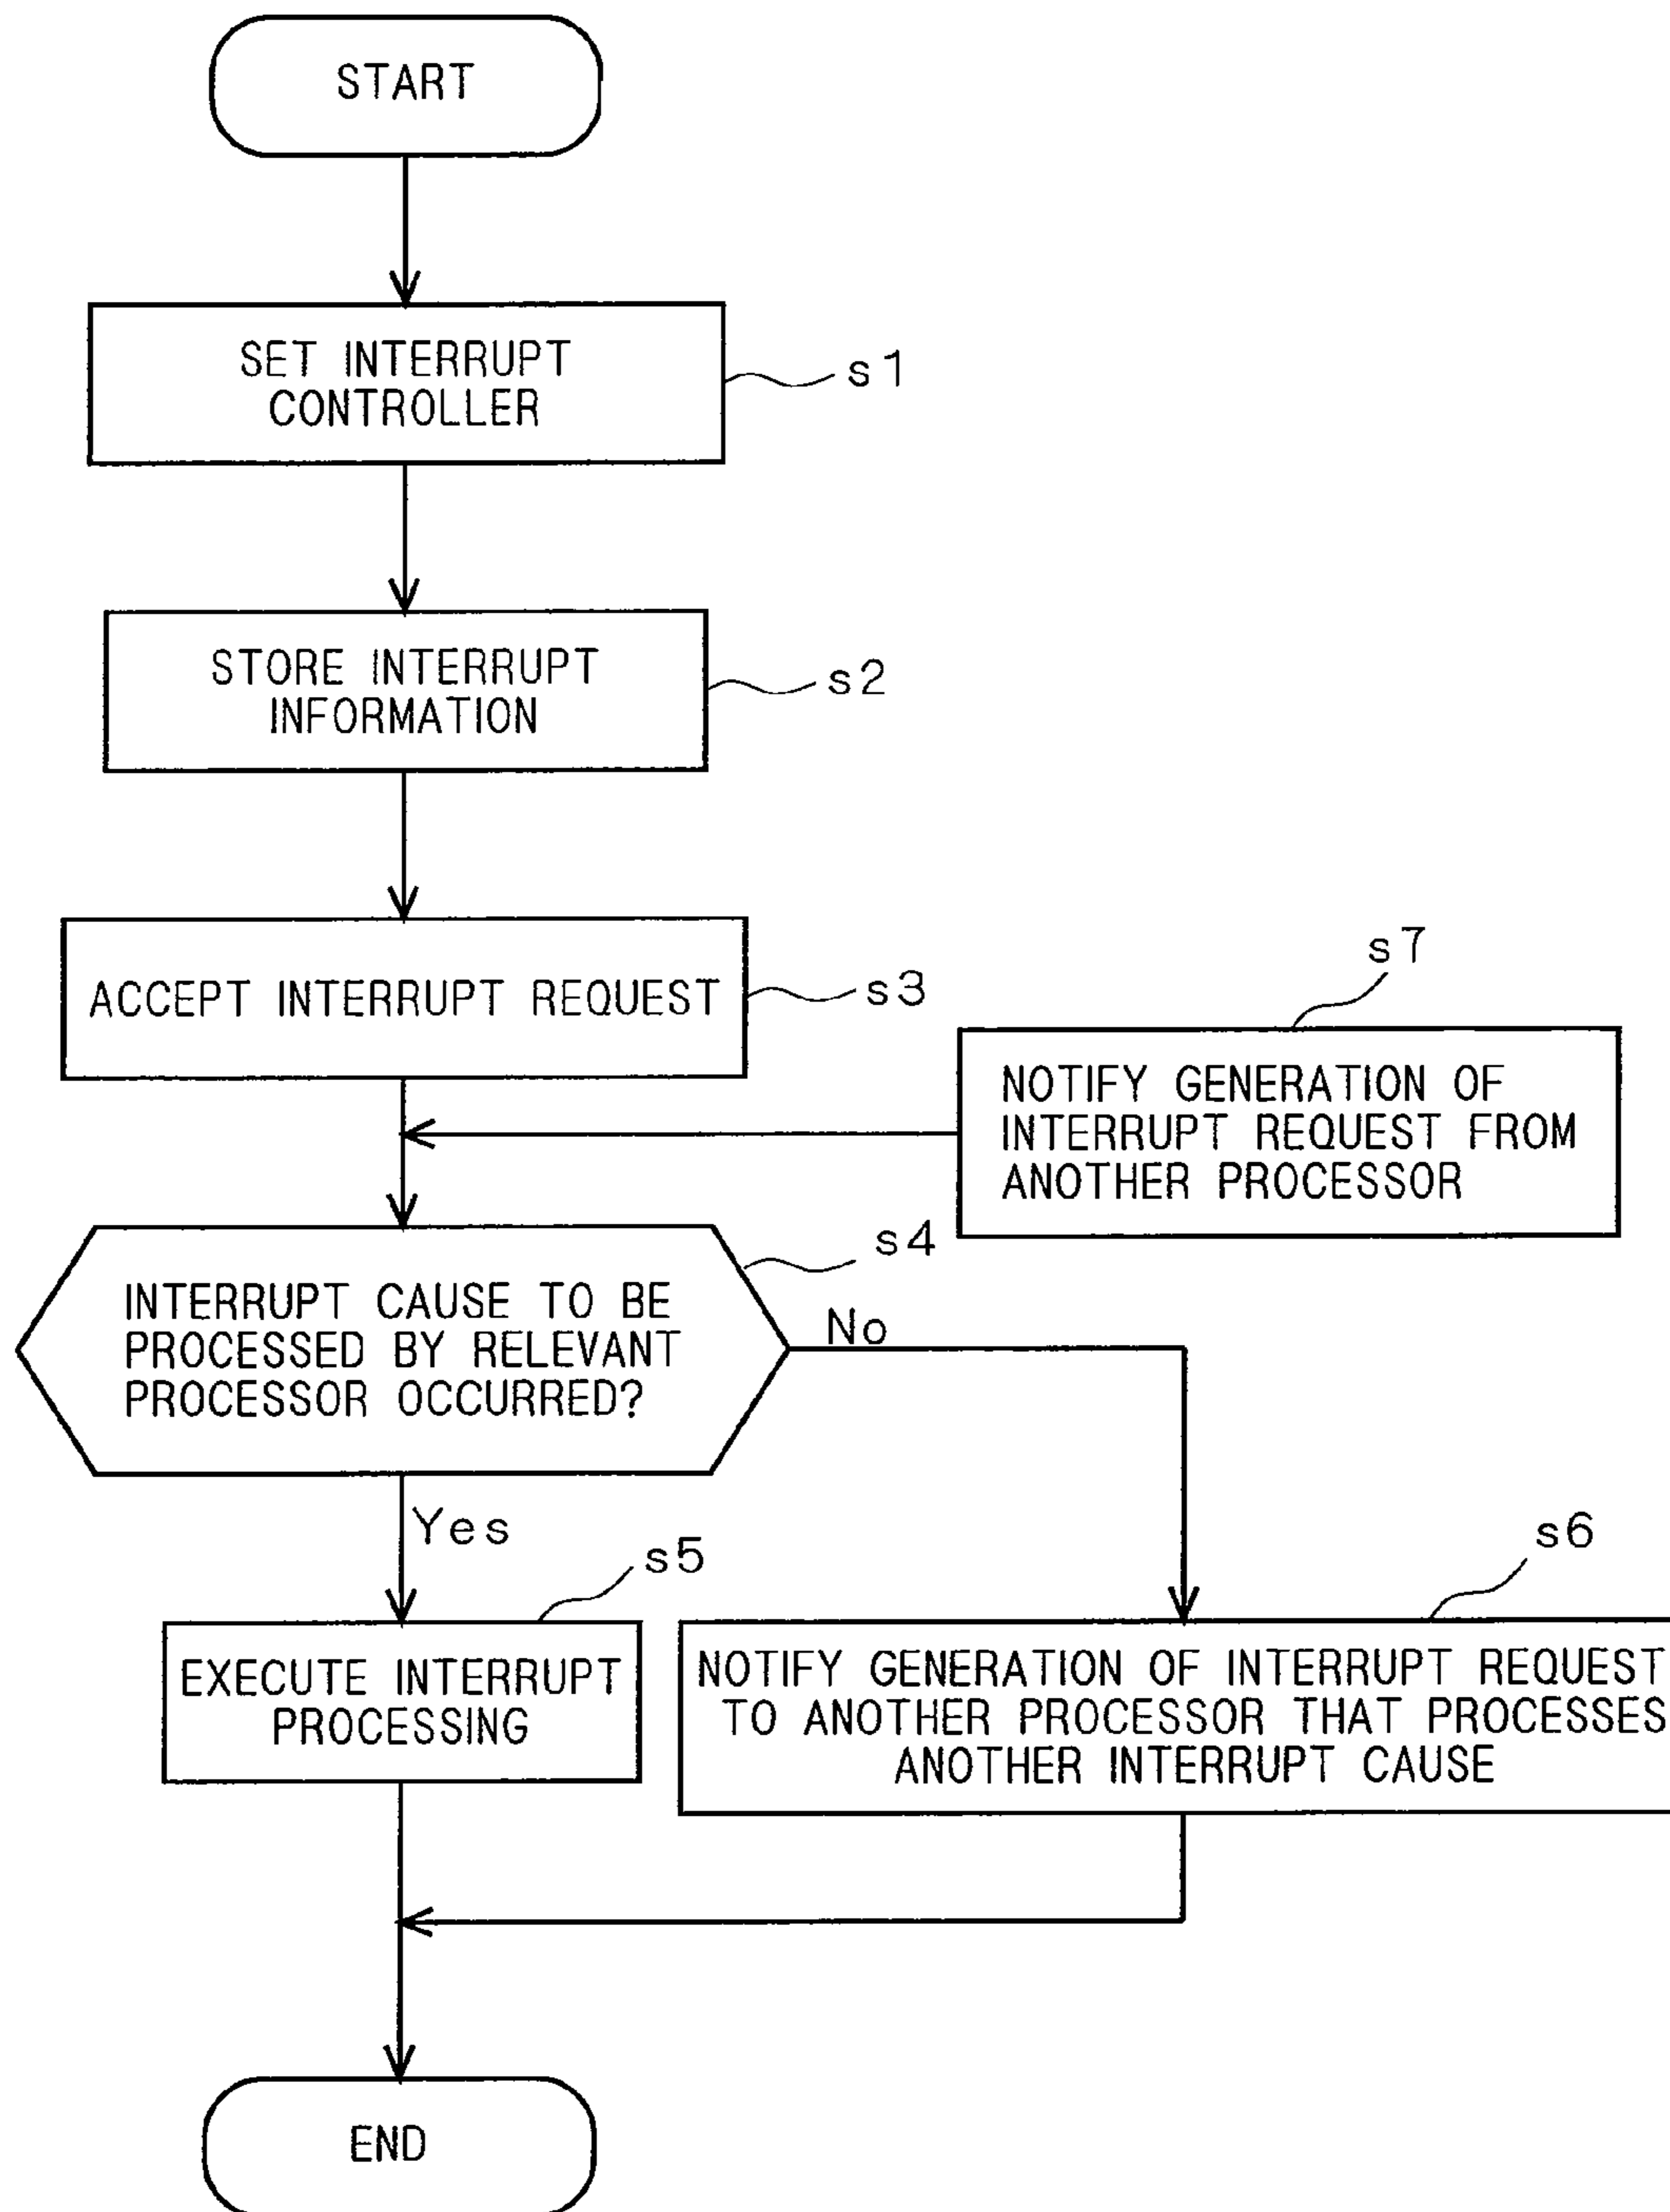 START
SET INTERRUPT
CONTROLLER
s1
STORE INTERRUPT
INFORMATION
s2
ACCEPT INTERRUPT REQUEST
s3
s7
NOTIFY GENERATION OF
INTERRUPT REQUEST FROM
ANOTHER PROCESSOR
s4
INTERRUPT CAUSE TO BE
PROCESSED BY RELEVANT
PROCESSOR OCCURRED?
No
Yes
s5
EXECUTE INTERRUPT
PROCESSING
s6
NOTIFY GENERATION OF INTERRUPT REQUEST
TO ANOTHER PROCESSOR THAT PROCESSES
ANOTHER INTERRUPT CAUSE
END